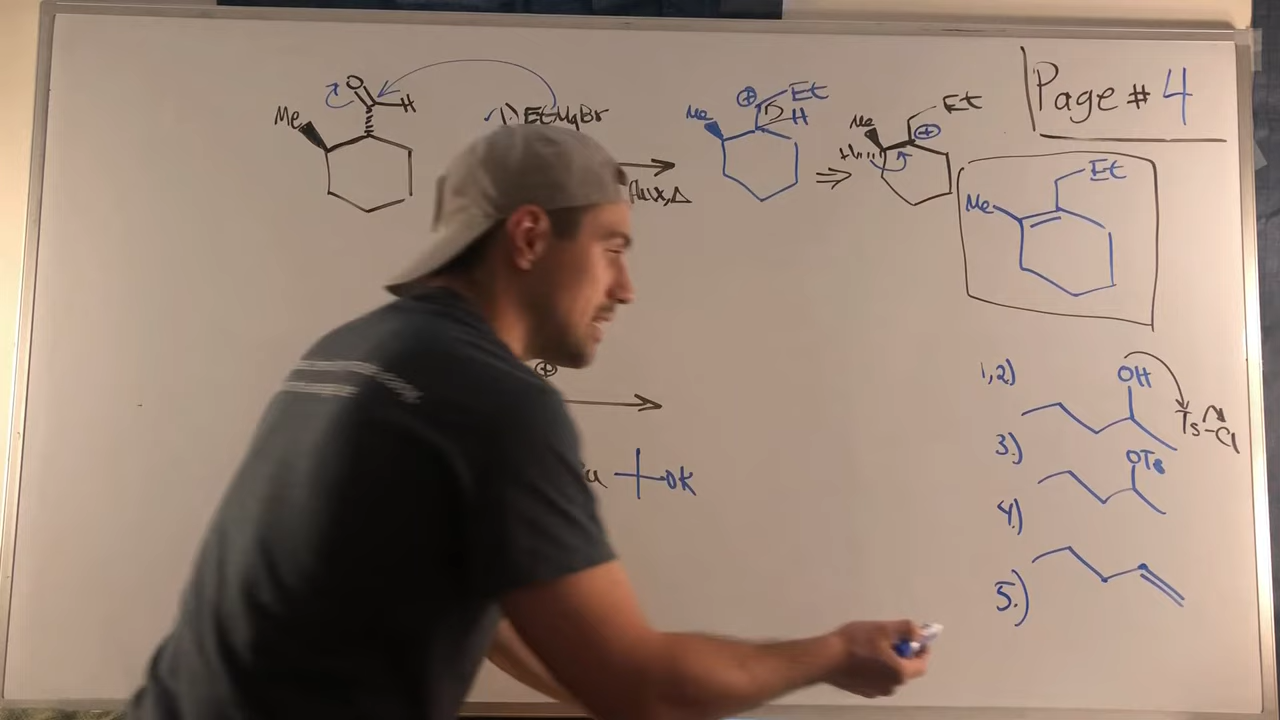 Page # 4
O
H
Me
1.) EtMgBr
Et
Me
H
Et
Me
H
Et
Me
, Δ
⊕
⊕
⇒
⊕
OK
1,2)
OH
Ts-Cl
3.)
OTs
4.)
5.)